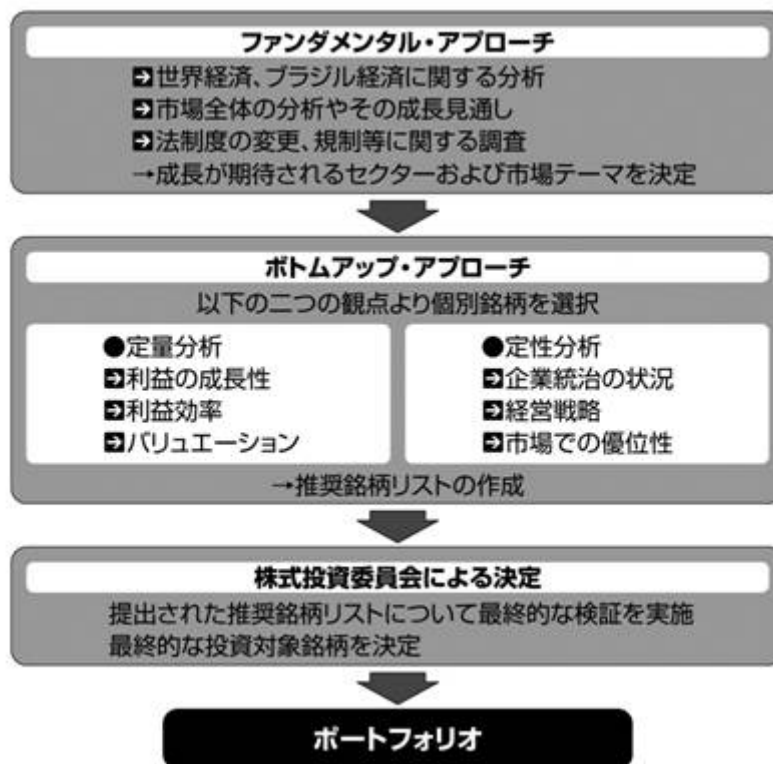 ファンダメンタル・アプローチ
➔世界経済、ブラジル経済に関する分析
➔市場全体の分析やその成長見通し
➔法制度の変更、規制等に関する調査
→成長が期待されるセクターおよび市場テーマを決定
ボトムアップ・アプローチ
以下の二つの観点より個別銘柄を選択
●定量分析
➔利益の成長性
➔利益効率
➔バリュエーション
●定性分析
➔企業統治の状況
➔経営戦略
➔市場での優位性
→推奨銘柄リストの作成
株式投資委員会による決定
提出された推奨銘柄リストについて最終的な検証を実施
最終的な投資対象銘柄を決定
ポートフォリオ